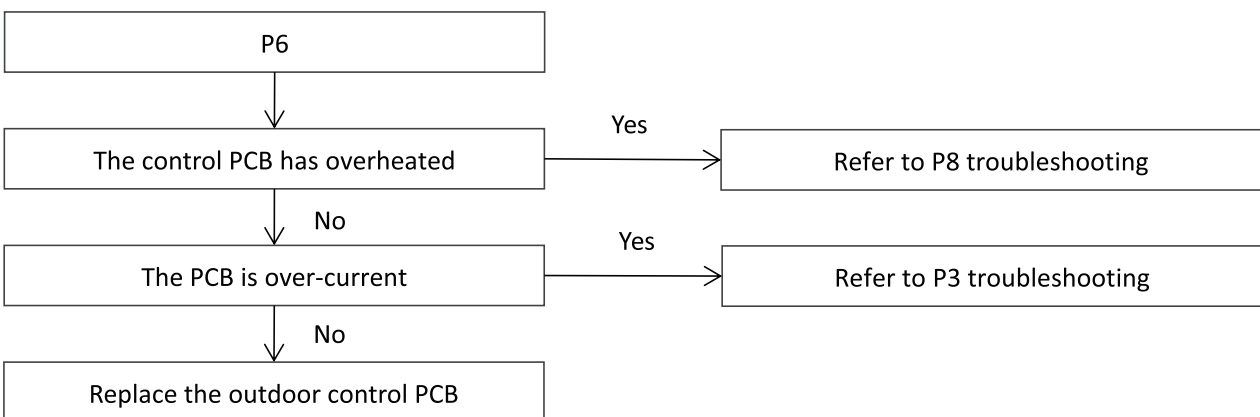 P6
Yes
The control PCB has overheated
Refer to P8 troubleshooting
No
Yes
The PCB is over-current
Refer to P3 troubleshooting
No
Replace the outdoor control PCB